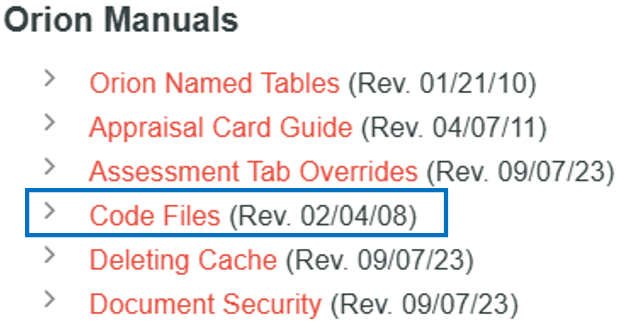 Orion Manuals
Orion Named Tables (Rev. 01/21/10)
Appraisal Card Guide (Rev. 04/07/11)
Assessment Tab Overrides (Rev. 09/07/23)
Code Files (Rev. 02/04/08)
Deleting Cache (Rev. 09/07/23)
Document Security (Rev. 09/07/23)